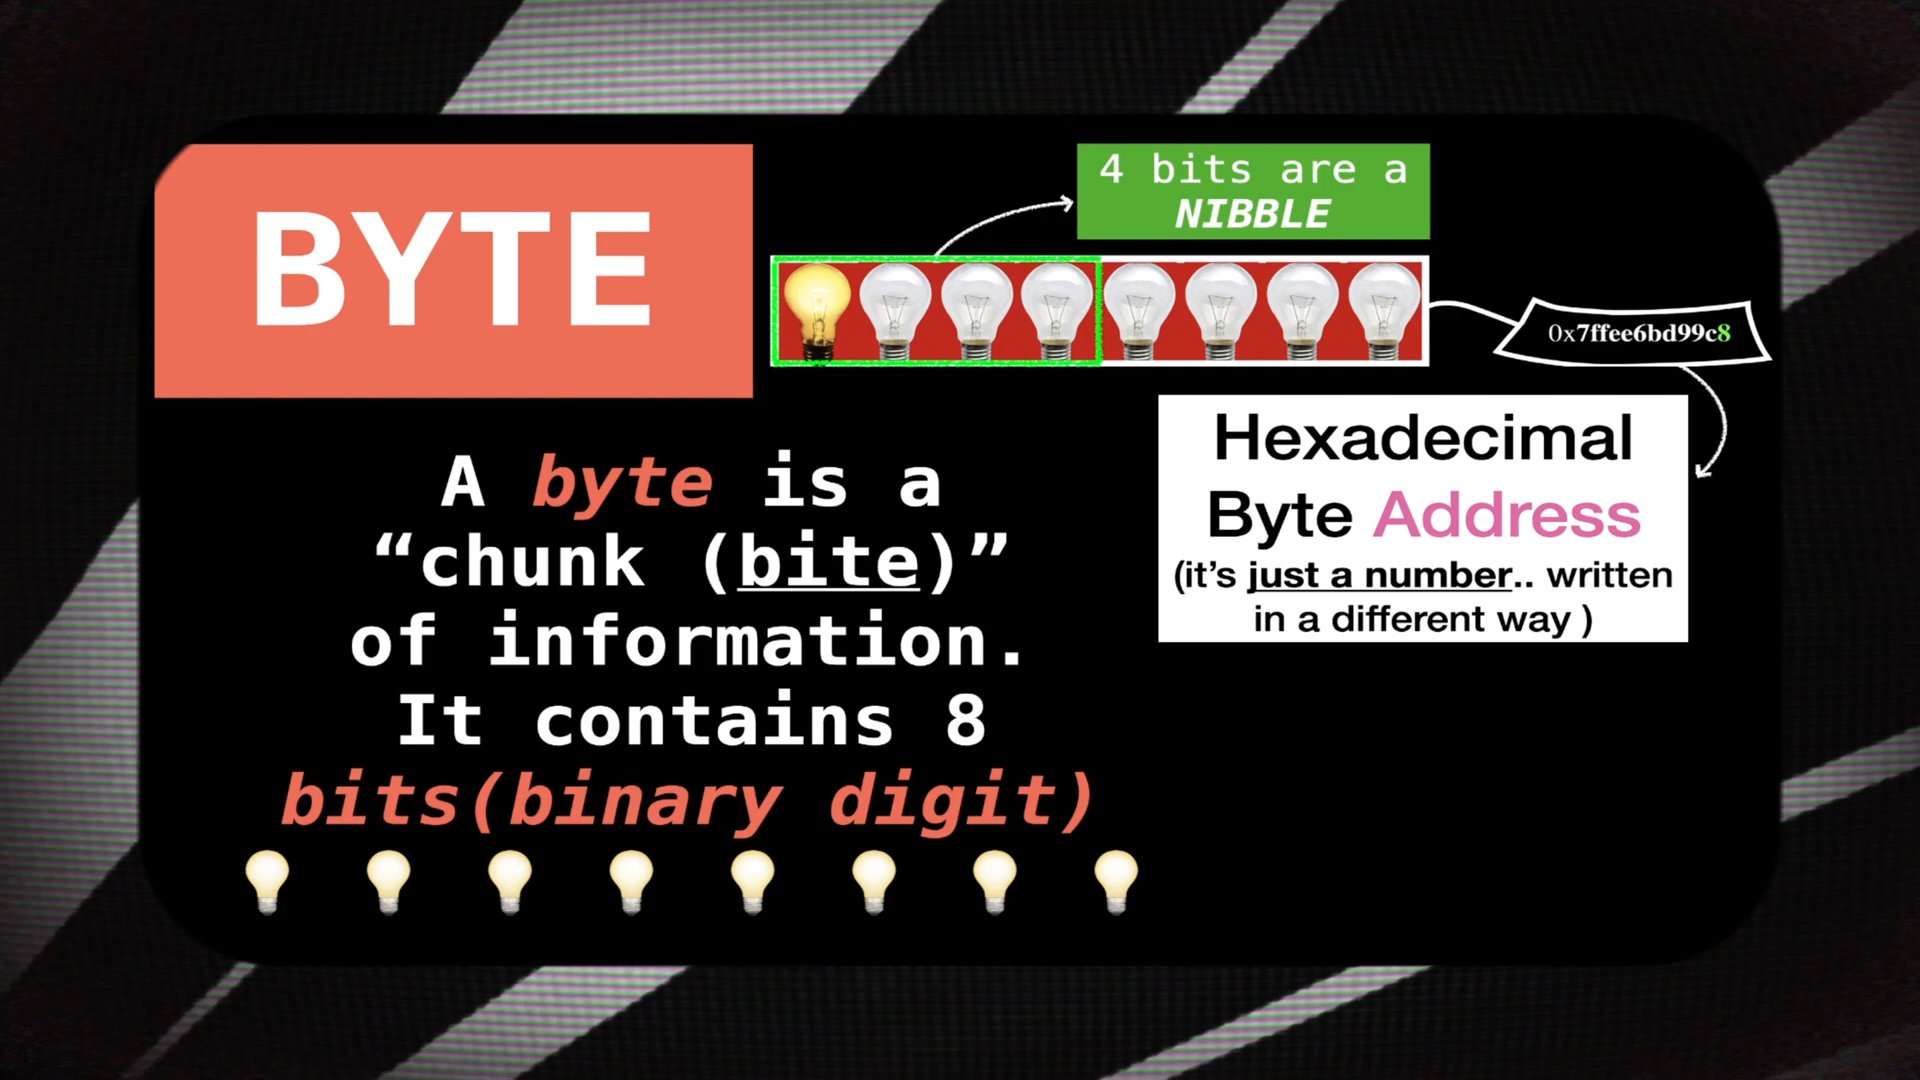 BYTE
4 bits are a
NIBBLE
0x7ffee6bd99c8
Hexadecimal
Byte Address
(it’s just a number.. written
in a different way )
A byte is a
“chunk (bite)”
of information.
It contains 8
bits(binary digit)